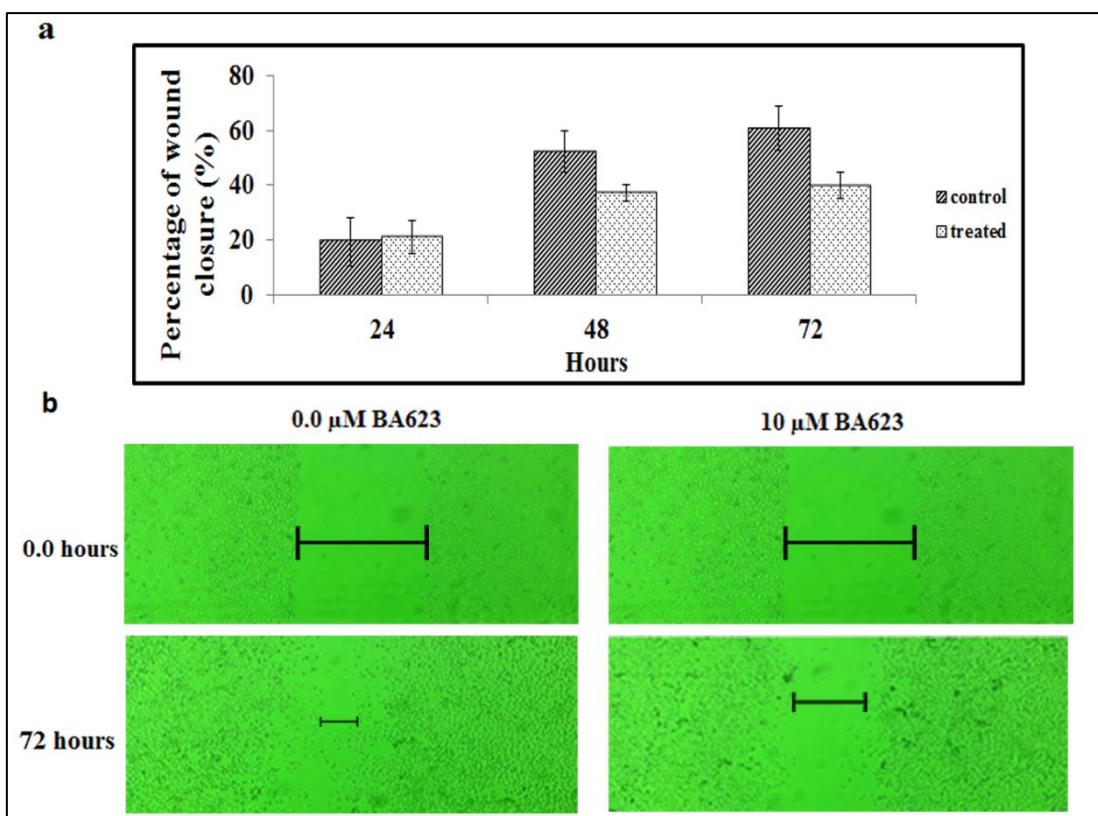 a
Percentage of wound
closure (%)
80
60
40
20
0
24
48
72
Hours
control
treated
b
0.0 µM BA623
10 µM BA623
0.0 hours
72 hours